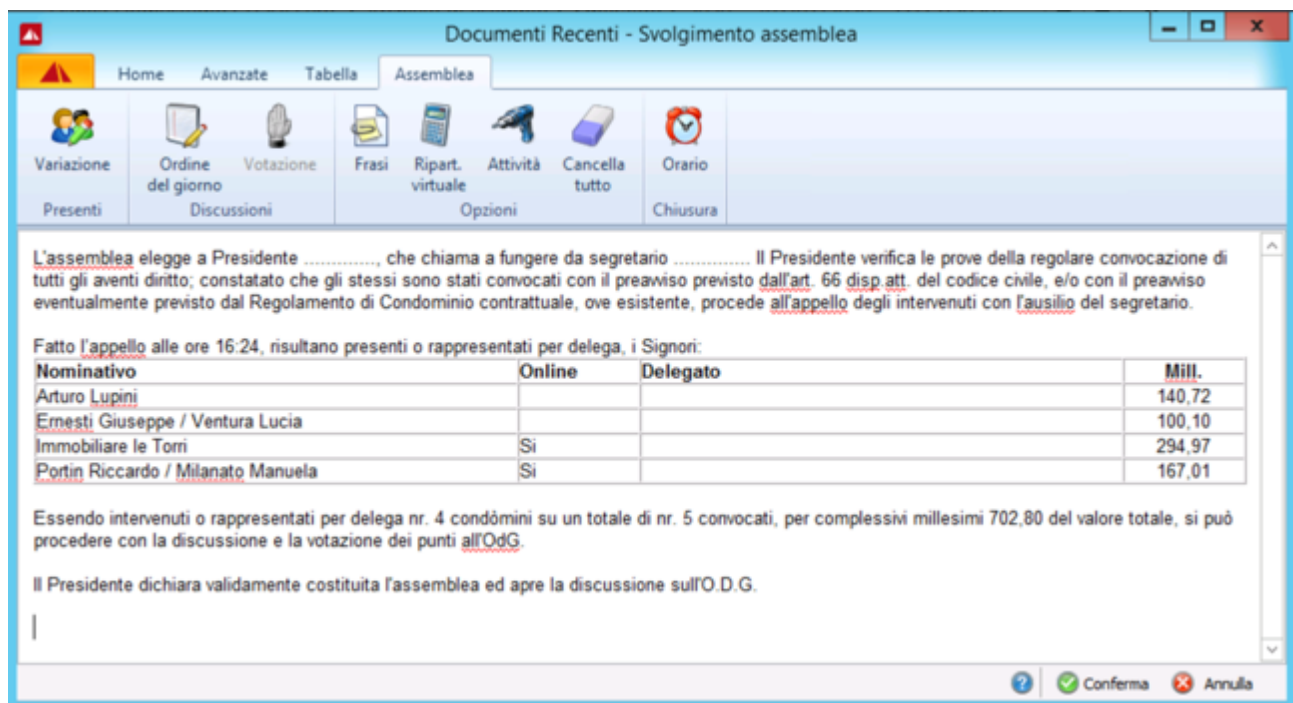 Documenti Recenti - Svolgimento assemblea
Home Avanzate Tabella Assemblea
Variazione Ordine del giorno Votazione Frasi Ripart. virtuale Attività Cancella tutto Orario
Presenti Discussioni Opzioni Chiusura
L'assemblea elegge a Presidente .............., che chiama a fungere da segretario ............... Il Presidente verifica le prove della regolare convocazione di
tutti gli aventi diritto; constatato che gli stessi sono stati convocati con il preavviso previsto dall'art. 66 disp.att. del codice civile, e/o con il preavviso
eventualmente previsto dal Regolamento di Condominio contrattuale, ove esistente, procede all'appello degli intervenuti con l'ausilio del segretario.
Fatto l'appello alle ore 16:24, risultano presenti o rappresentati per delega, i Signori:
Nominativo Online Delegato Mill.
Arturo Lupini 140,72
Ernesti Giuseppe / Ventura Lucia 100,10
Immobiliare le Torri Si 294,97
Portin Riccardo / Milanato Manuela Si 167,01
Essendo intervenuti o rappresentati per delega nr. 4 condòmini su un totale di nr. 5 convocati, per complessivi millesimi 702,80 del valore totale, si può
procedere con la discussione e la votazione dei punti all'OdG.
Il Presidente dichiara validamente costituita l'assemblea ed apre la discussione sull'O.D.G.
Conferma Annulla